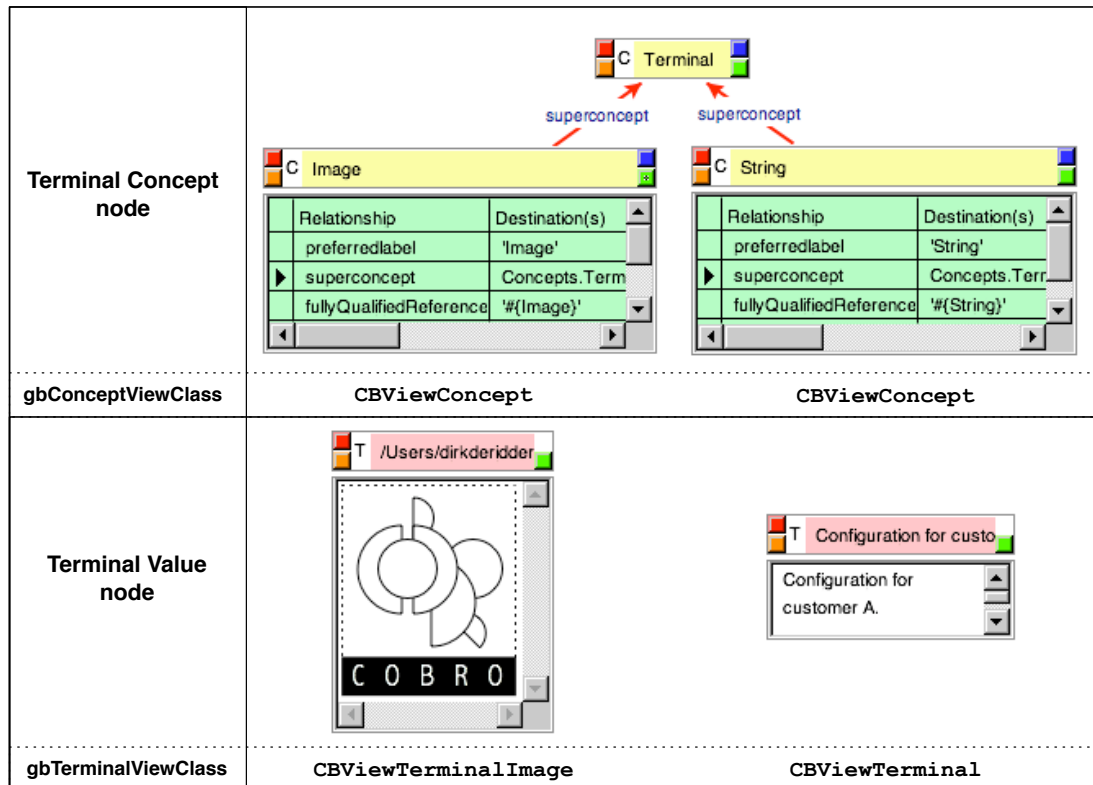 C Terminal
superconcept superconcept
Terminal Concept
node
C Image
Relationship Destination(s)
preferredlabel 'Image'
superconcept Concepts.Term
fullyQualifiedReference '#{Image}'
C String
Relationship Destination(s)
preferredlabel 'String'
superconcept Concepts.Terr
fullyQualifiedReference '#{String}'
gbConceptViewClass CBViewConcept CBViewConcept
Terminal Value
node
T /Users/dirkderidder
C O B R O
T Configuration for custo
Configuration for
customer A.
gbTerminalViewClass CBViewTerminalImage CBViewTerminal